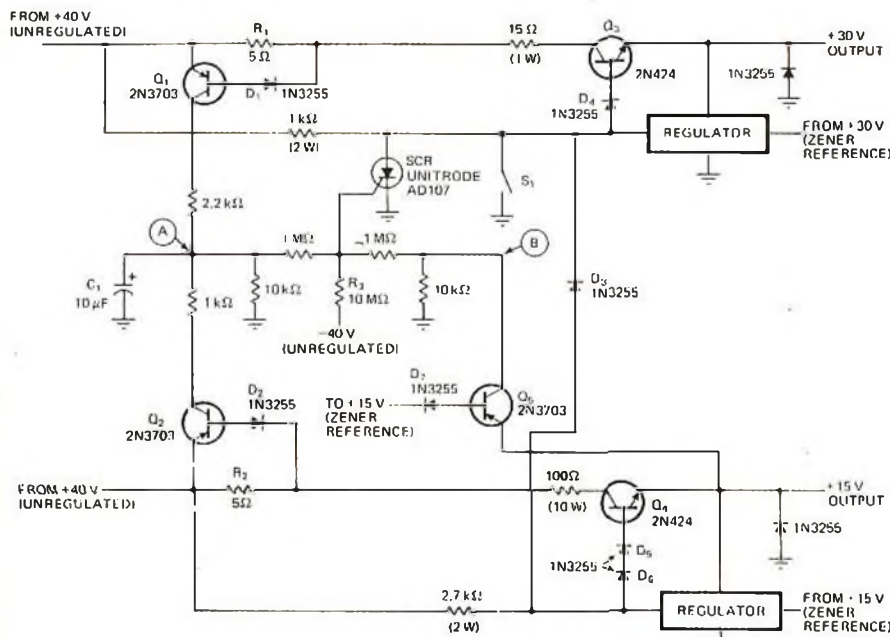 FROM +40 V
(UNREGULATED)
R1
5 Ω
15 Ω
(1 W)
Q3
2N424
+30 V
OUTPUT
Q1
2N3703
D1
1N3255
D4
1N3255
1N3255
1 kΩ
(2 W)
REGULATOR
FROM +30 V
(ZENER
REFERENCE)
SCR
UNITRODE
AD107
S1
2.2 kΩ
A
1 MΩ
1 MΩ
B
C1
10 μF
1 kΩ
10 kΩ
R3
10 MΩ
10 kΩ
D3
1N3255
-40 V
(UNREGULATED)
D2
1N3255
D7
1N3255
TO +15 V
(ZENER
REFERENCE)
Q5
2N3703
Q2
2N3703
FROM +40 V
(UNREGULATED)
R2
5Ω
100Ω
(10 W)
Q4
2N424
+15 V
OUTPUT
1N3255
1N3255
D5
D6
2.7 kΩ
(2 W)
REGULATOR
FROM +15 V
(ZENER
REFERENCE)